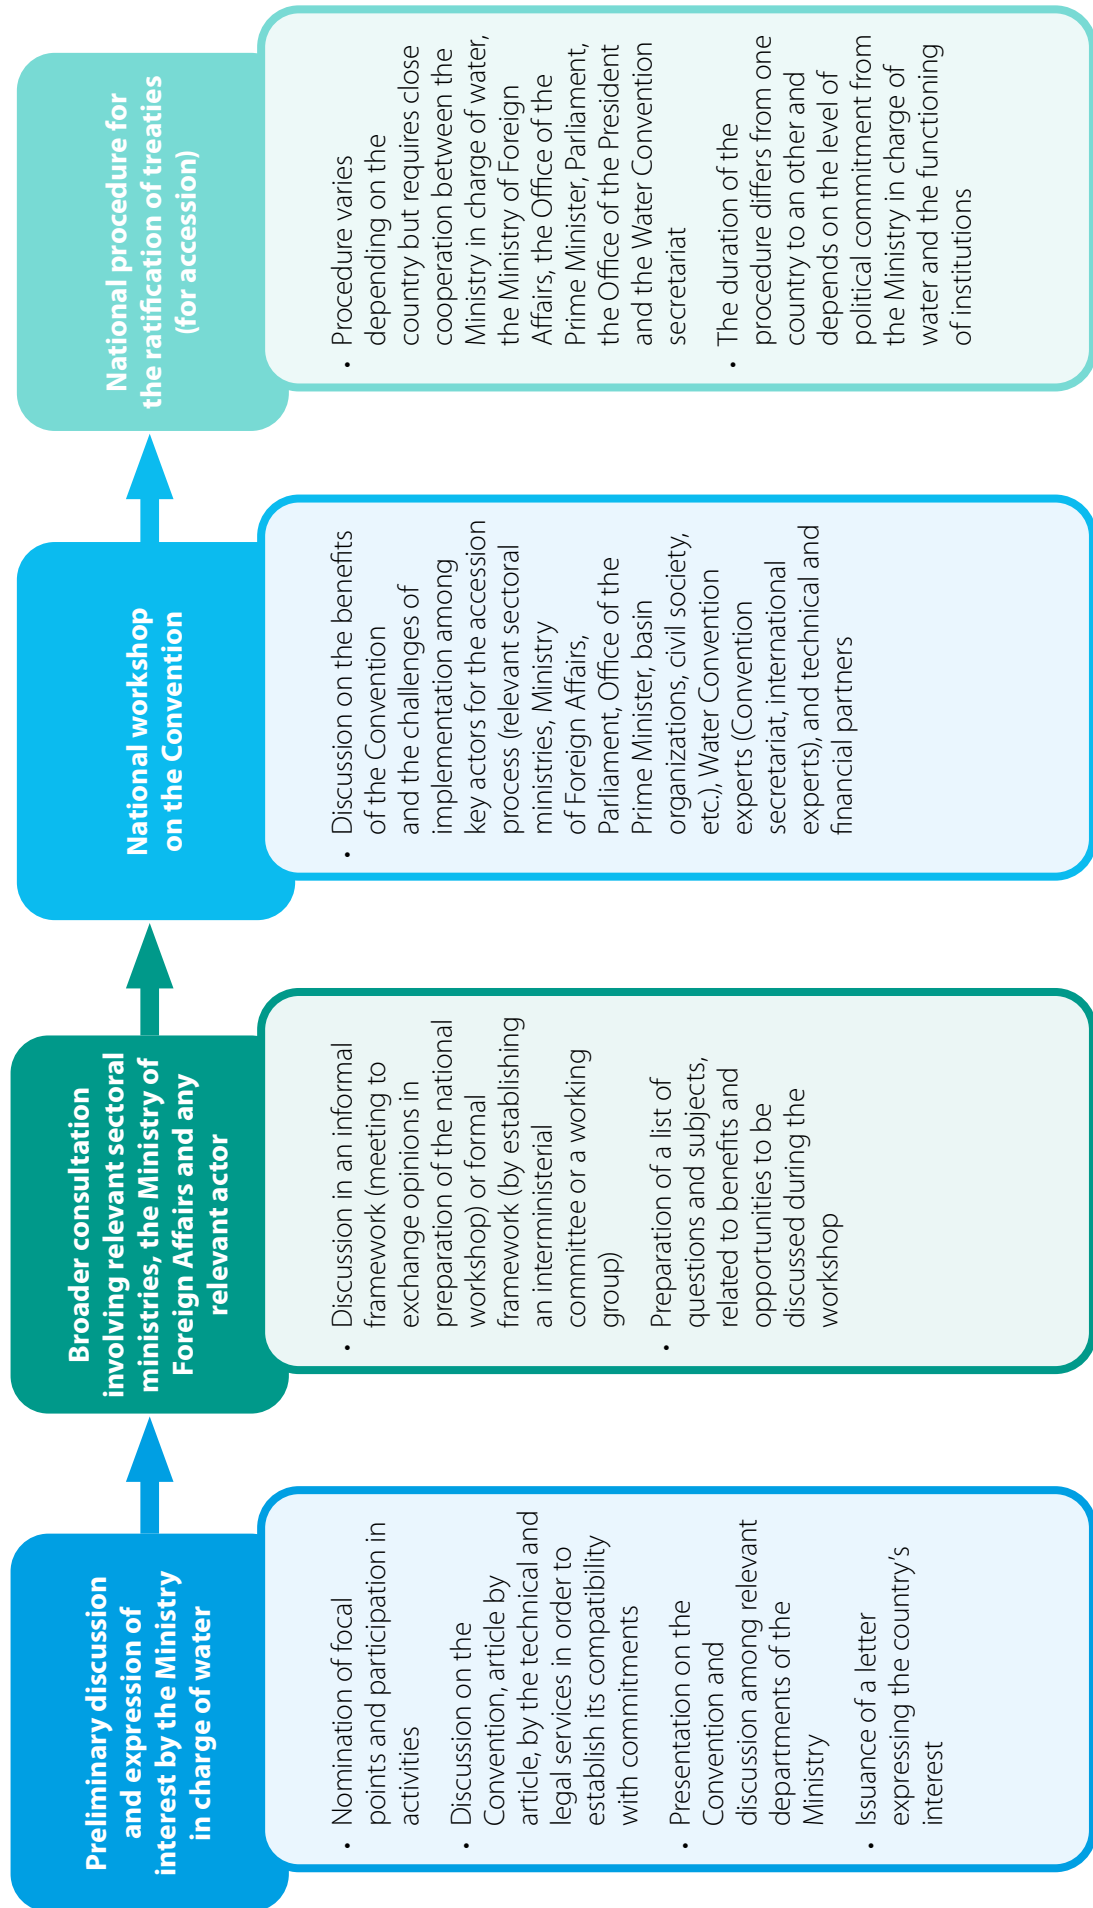 Preliminary discussion
and expression of
interest by the Ministry
in charge of water
• Nomination of focal
points and participation in
activities
• Discussion on the
Convention, article by
article, by the technical and
legal services in order to
establish its compatibility
with commitments
• Presentation on the
Convention and
discussion among relevant
departments of the
Ministry
• Issuance of a letter
expressing the country's
interest
Broader consultation
involving relevant sectoral
ministries, the Ministry of
Foreign Affairs and any
relevant actor
• Discussion in an informal
framework (meeting to
exchange opinions in
preparation of the national
workshop) or formal
framework (by establishing
an interministerial
committee or a working
group)
• Preparation of a list of
questions and subjects,
related to benefits and
opportunities to be
discussed during the
workshop
National workshop
on the Convention
• Discussion on the benefits
of the Convention
and the challenges of
implementation among
key actors for the accession
process (relevant sectoral
ministries, Ministry
of Foreign Affairs,
Parliament, Office of the
Prime Minister, basin
organizations, civil society,
etc.), Water Convention
experts (Convention
secretariat, international
experts), and technical and
financial partners
National procedure for
the ratification of treaties
(for accession)
• Procedure varies
depending on the
country but requires close
cooperation between the
Ministry in charge of water,
the Ministry of Foreign
Affairs, the Office of the
Prime Minister, Parliament,
the Office of the President
and the Water Convention
secretariat
• The duration of the
procedure differs from one
country to an other and
depends on the level of
political commitment from
the Ministry in charge of
water and the functioning
of institutions